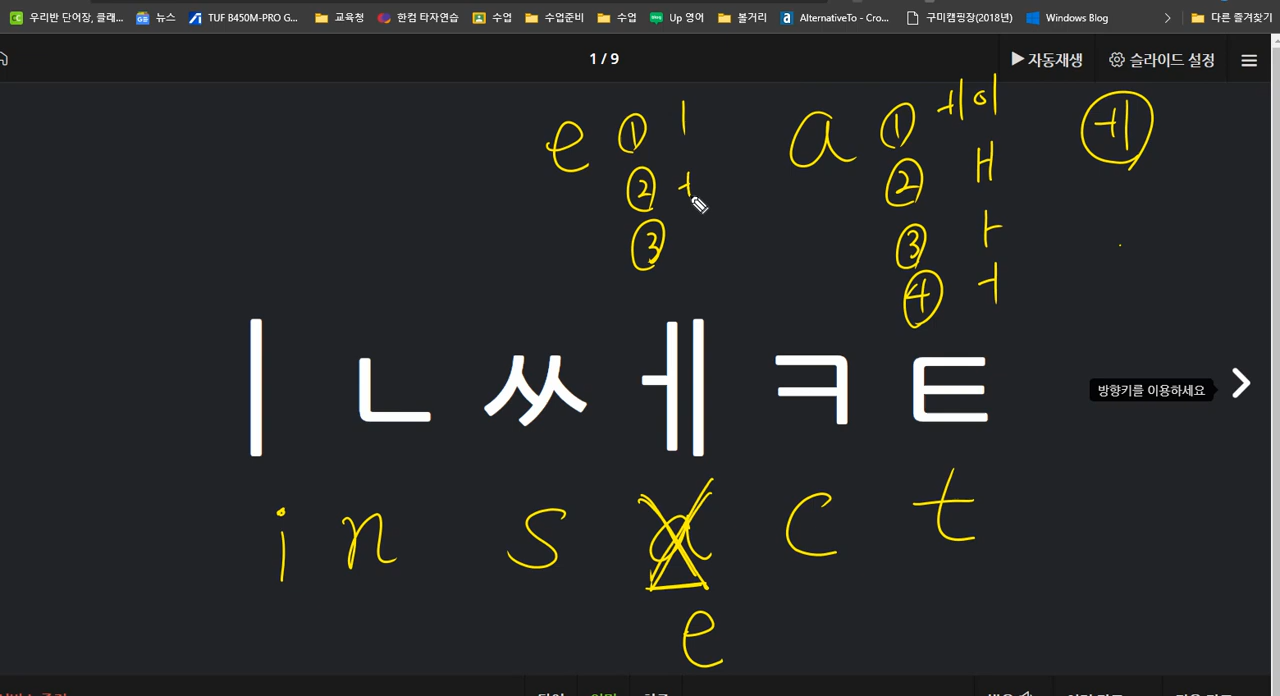 우리반 단어장, 클래... 뉴스 TUF B450M-PRO G... 교육청 한컴 타자연습 수업 수업준비 수업 Up 영어 볼거리 AlternativeTo - Cro... 구미캠핑장(2018년) Windows Blog 다른 즐겨찾기
1 / 9 자동재생 슬라이드 설정
e ① ㅣ a ① ㅔ이 ㅔ
② ② ㅐ
③ ③ ㅏ
④ ㅓ
ㅣ ㄴ ㅆ ㅔ ㅋ ㅌ
방향키를 이용하세요
i n s a c t
e